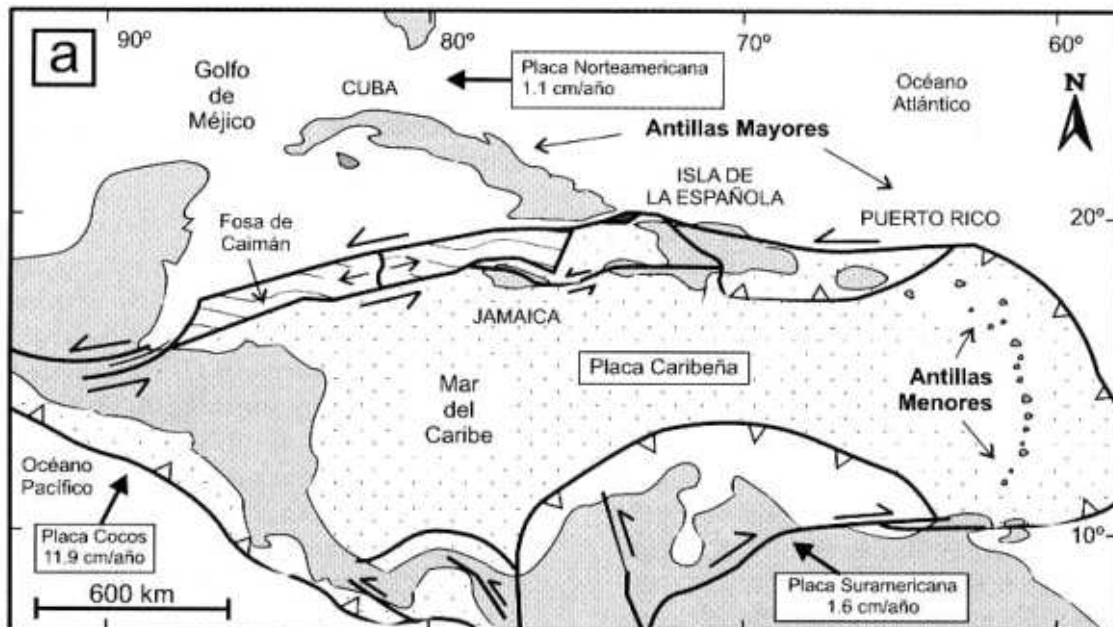 a
90º
80º
70º
60º
Golfo
de
Méjico
CUBA
Placa Norteamericana
1.1 cm/año
Océano
Atlántico
N
Antillas Mayores
ISLA DE
LA ESPAÑOLA
PUERTO RICO
20º
Fosa de
Caimán
JAMAICA
Placa Caribeña
Mar
del
Caribe
Antillas
Menores
Océano
Pacífico
Placa Cocos
11.9 cm/año
10º
600 km
Placa Suramericana
1.6 cm/año